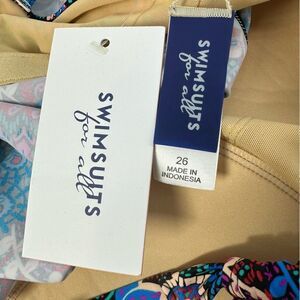 SWIMSUITS
for all
SWIMSUITS
for all
26
MADE IN
INDONESIA